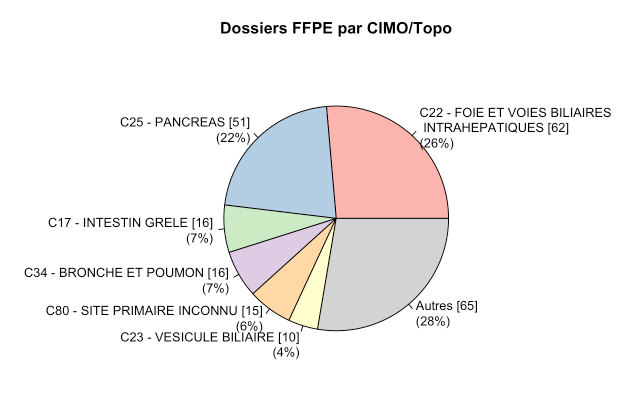 Dossiers FFPE par CIMO/Topo
C22 - FOIE ET VOIES BILIAIRES
INTRAHEPATIQUES [62]
(26%)
C25 - PANCREAS [51]
(22%)
C17 - INTESTIN GRELE [16]
(7%)
C34 - BRONCHE ET POUMON [16]
(7%)
C80 - SITE PRIMAIRE INCONNU [15]
(6%)
C23 - VESICULE BILIAIRE [10]
(4%)
Autres [65]
(28%)